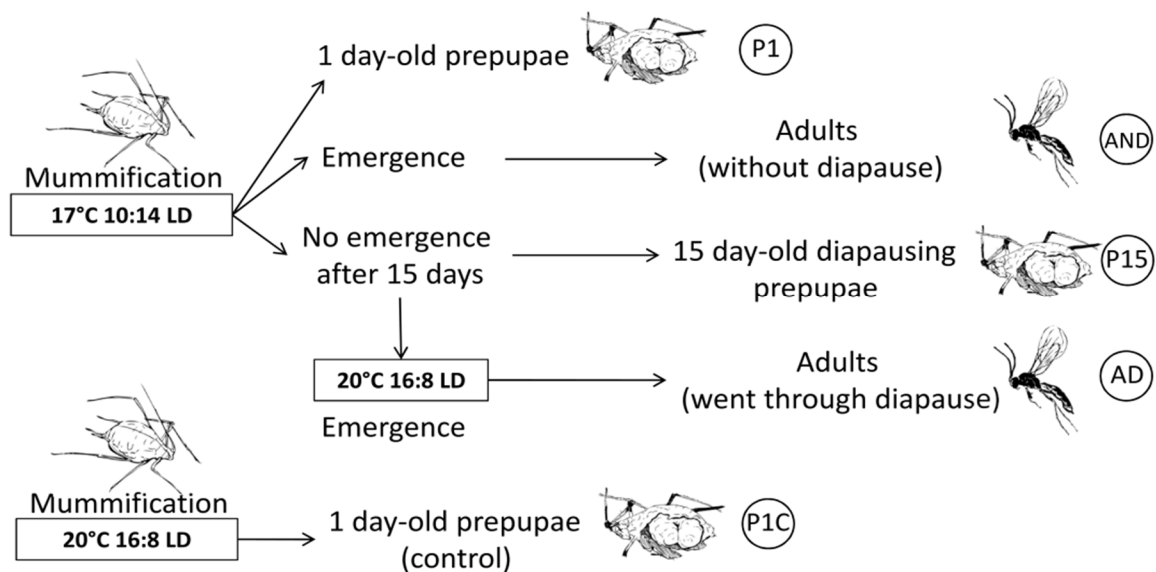 1 day-old prepupae
P1
Mummification
17°C 10:14 LD
Emergence
Adults
(without diapause)
AND
No emergence
after 15 days
15 day-old diapausing
prepupae
P15
20°C 16:8 LD
Emergence
Adults
(went through diapause)
AD
Mummification
20°C 16:8 LD
1 day-old prepupae
(control)
P1C